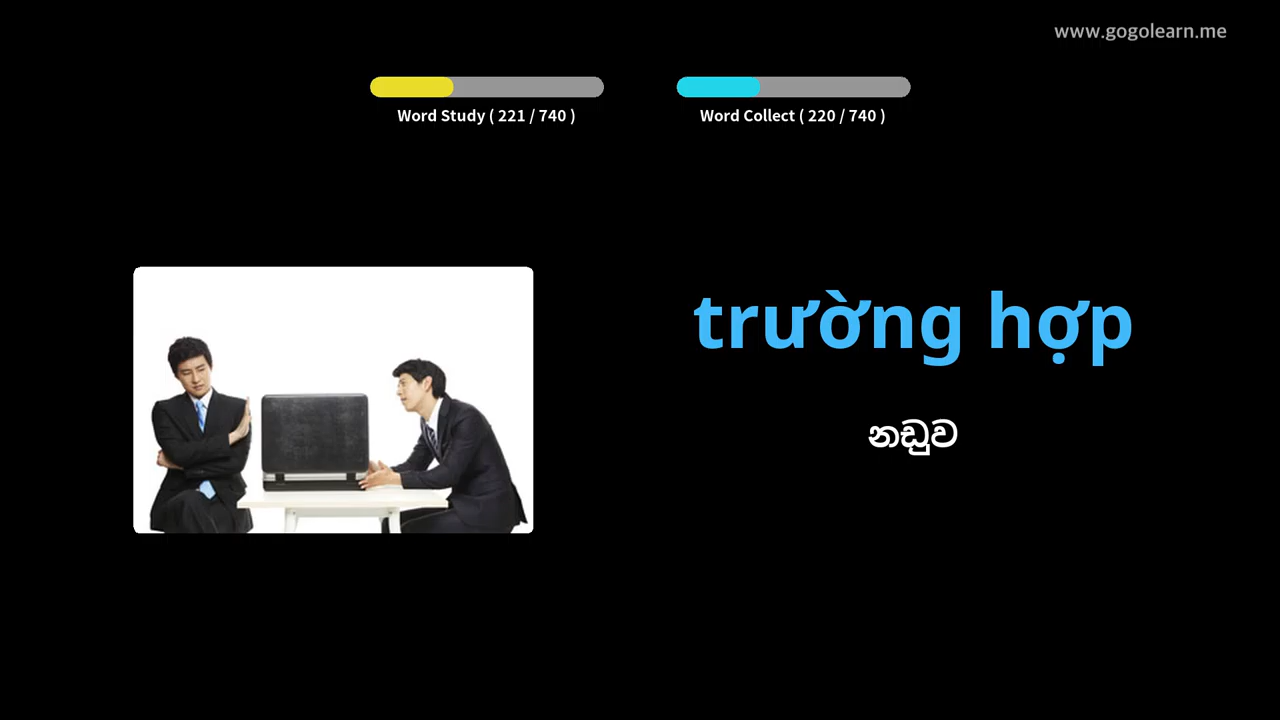 www.gogolearn.me
Word Study ( 221 / 740 )
Word Collect ( 220 / 740 )
trường hợp
නඩුව